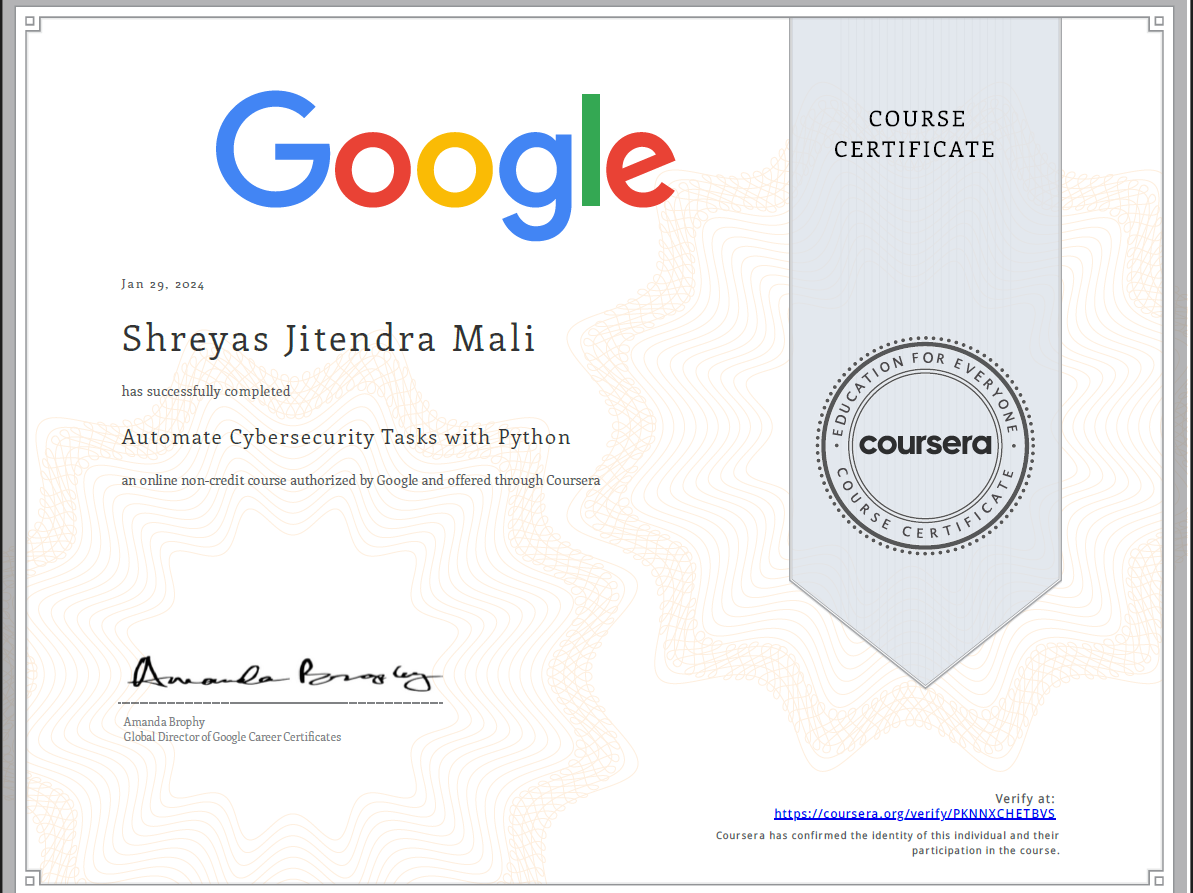 Google
COURSE
CERTIFICATE
Jan 29, 2024
Shreyas Jitendra Mali
has successfully completed
Automate Cybersecurity Tasks with Python
an online non-credit course authorized by Google and offered through Coursera
EDUCATION FOR EVERYONE
coursera
COURSE CERTIFICATE
Amanda Brophy
Amanda Brophy
Global Director of Google Career Certificates
Verify at:
https://coursera.org/verify/PKNNXCHETBVS
Coursera has confirmed the identity of this individual and their
participation in the course.